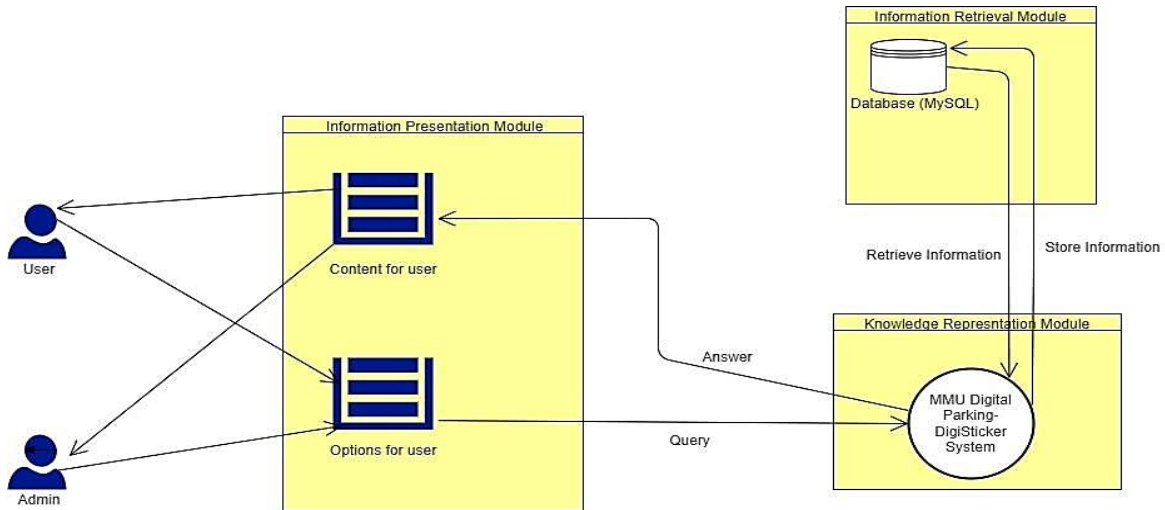 Information Retrieval Module
Database (MySQL)
Information Presentation Module
User
Content for user
Retrieve Information
Store Information
Knowledge Represntation Module
Answer
MMU Digital
Parking-
DigiSticker
System
Query
Options for user
Admin